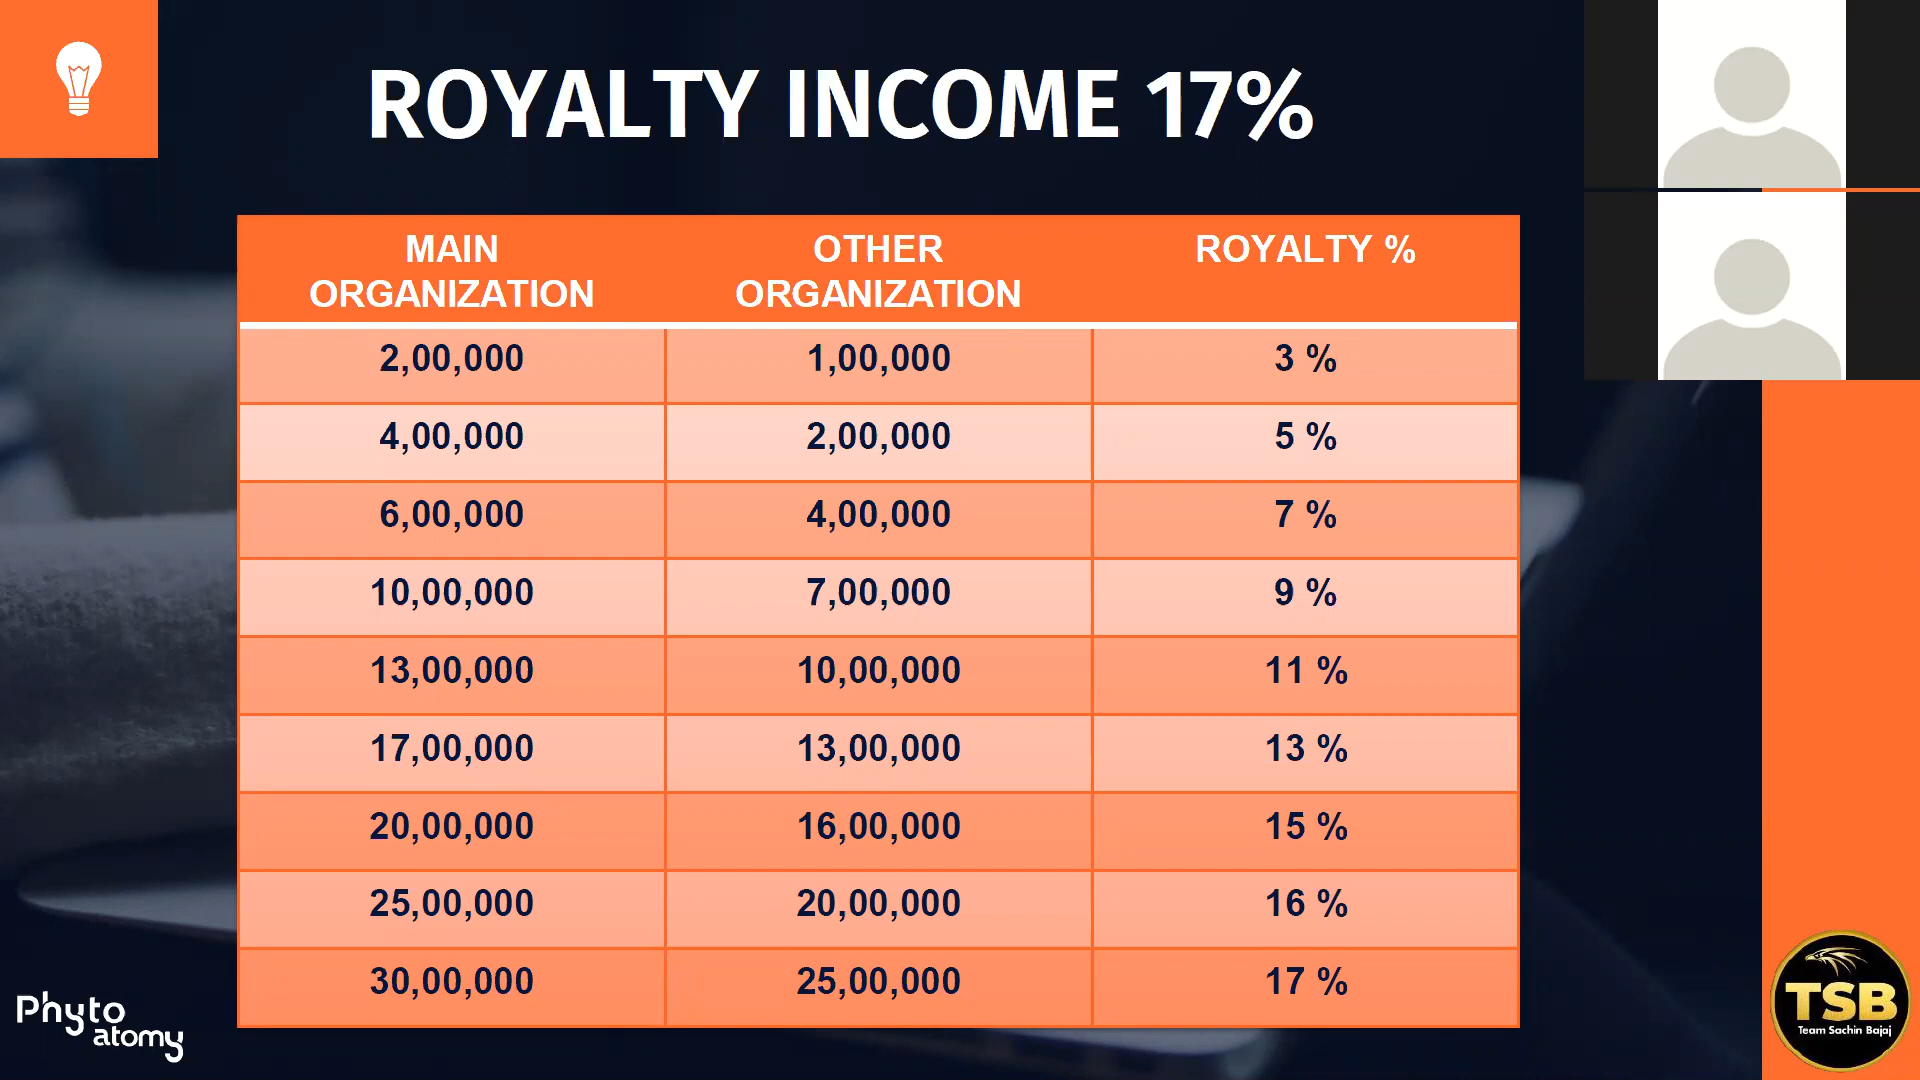 ROYALTY INCOME 17%
MAIN ORGANIZATION OTHER ORGANIZATION ROYALTY %
2,00,000 1,00,000 3 %
4,00,000 2,00,000 5 %
6,00,000 4,00,000 7 %
10,00,000 7,00,000 9 %
13,00,000 10,00,000 11 %
17,00,000 13,00,000 13 %
20,00,000 16,00,000 15 %
25,00,000 20,00,000 16 %
30,00,000 25,00,000 17 %
Phyto
atomy
TSB
Team Sachin Bajaj